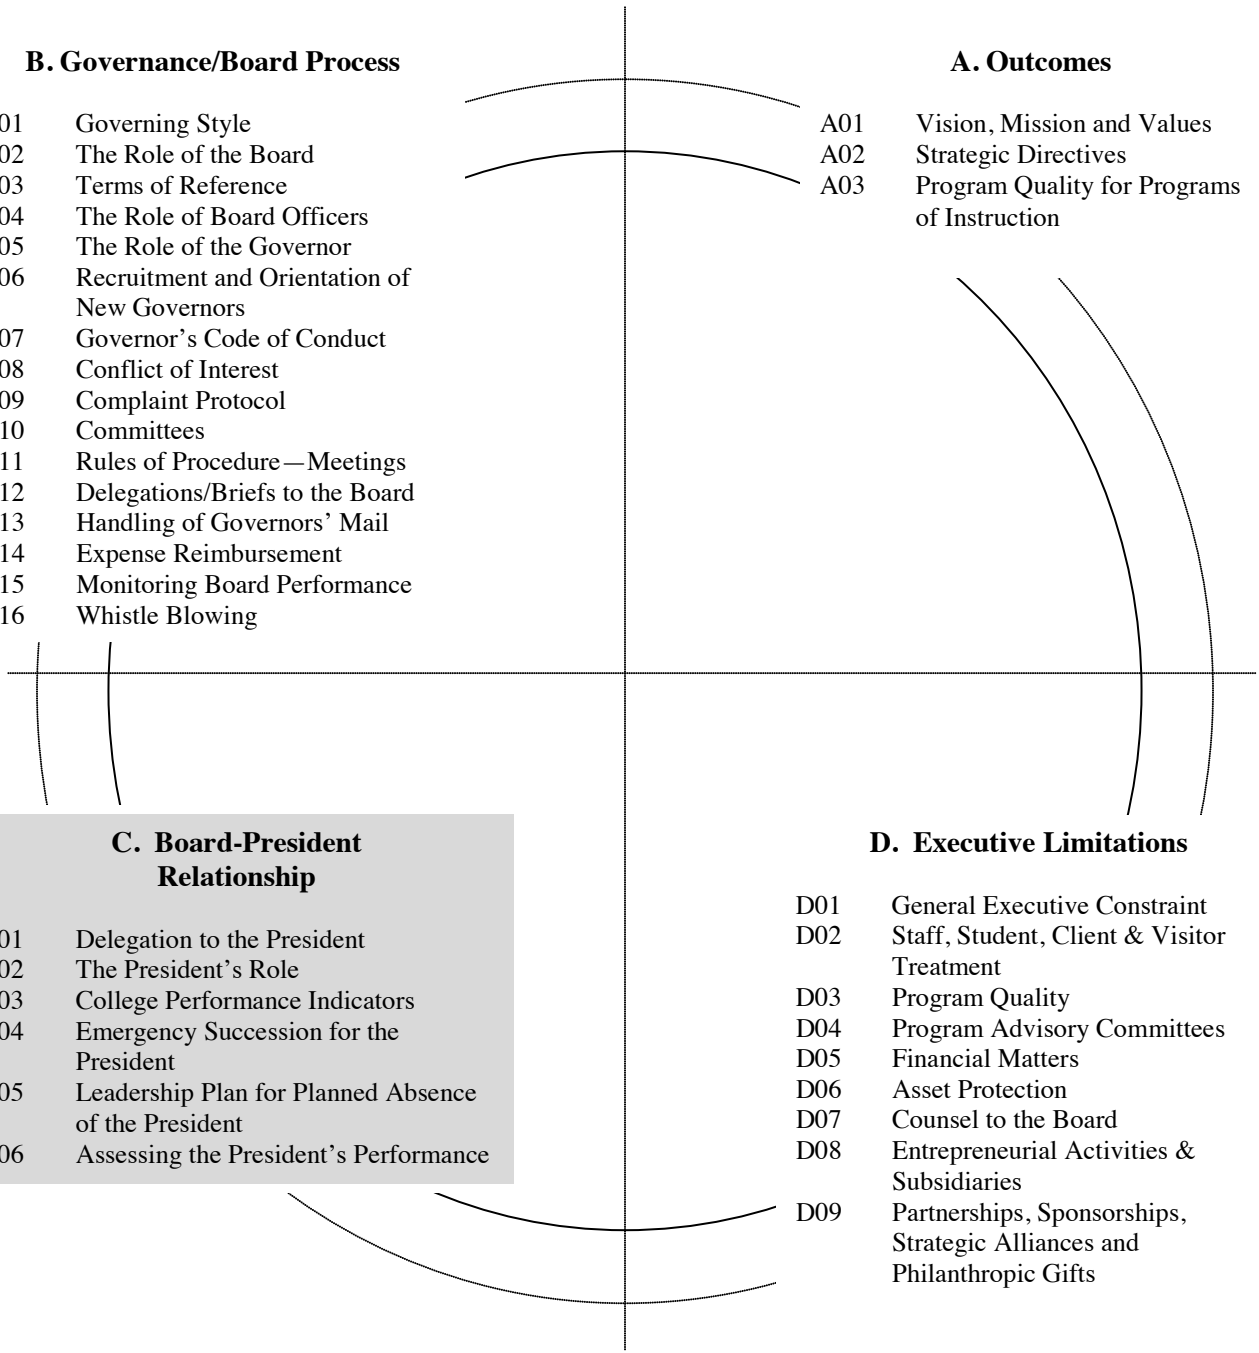 B. Governance/Board Process
01 Governing Style
02 The Role of the Board
03 Terms of Reference
04 The Role of Board Officers
05 The Role of the Governor
06 Recruitment and Orientation of
New Governors
07 Governor’s Code of Conduct
08 Conflict of Interest
09 Complaint Protocol
10 Committees
11 Rules of Procedure—Meetings
12 Delegations/Briefs to the Board
13 Handling of Governors’ Mail
14 Expense Reimbursement
15 Monitoring Board Performance
16 Whistle Blowing
A. Outcomes
A01 Vision, Mission and Values
A02 Strategic Directives
A03 Program Quality for Programs
of Instruction
C. Board-President
Relationship
01 Delegation to the President
02 The President’s Role
03 College Performance Indicators
04 Emergency Succession for the
President
05 Leadership Plan for Planned Absence
of the President
06 Assessing the President’s Performance
D. Executive Limitations
D01 General Executive Constraint
D02 Staff, Student, Client & Visitor
Treatment
D03 Program Quality
D04 Program Advisory Committees
D05 Financial Matters
D06 Asset Protection
D07 Counsel to the Board
D08 Entrepreneurial Activities &
Subsidiaries
D09 Partnerships, Sponsorships,
Strategic Alliances and
Philanthropic Gifts